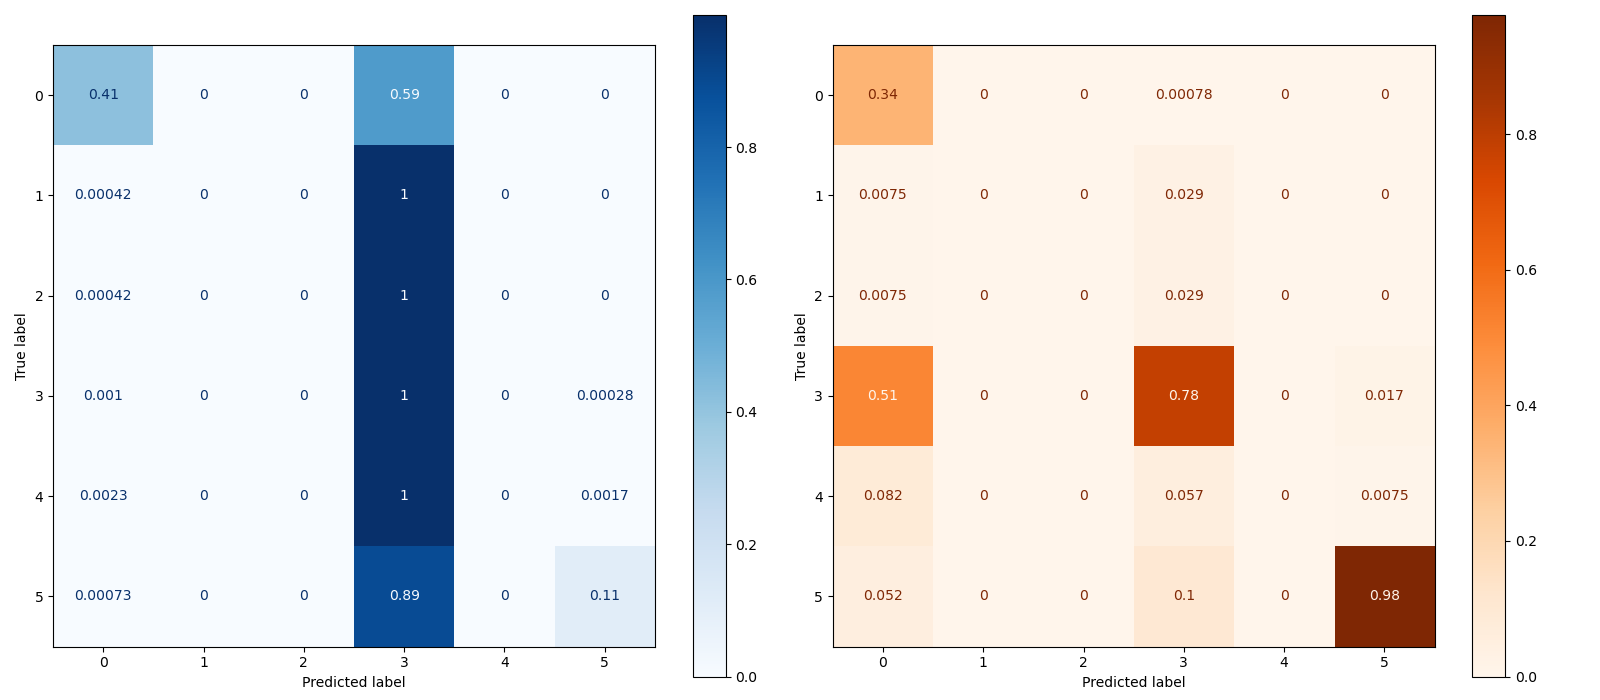 0 0.41 0 0 0.59 0 0
1 0.00042 0 0 1 0 0
2 0.00042 0 0 1 0 0
3 0.001 0 0 1 0 0.00028
4 0.0023 0 0 1 0 0.0017
5 0.00073 0 0 0.89 0 0.11
0 1 2 3 4 5
Predicted label
True label
0.8
0.6
0.4
0.2
0.0
0 0.34 0 0 0.00078 0 0
1 0.0075 0 0 0.029 0 0
2 0.0075 0 0 0.029 0 0
3 0.51 0 0 0.78 0 0.017
4 0.082 0 0 0.057 0 0.0075
5 0.052 0 0 0.1 0 0.98
0 1 2 3 4 5
Predicted label
True label
0.8
0.6
0.4
0.2
0.0